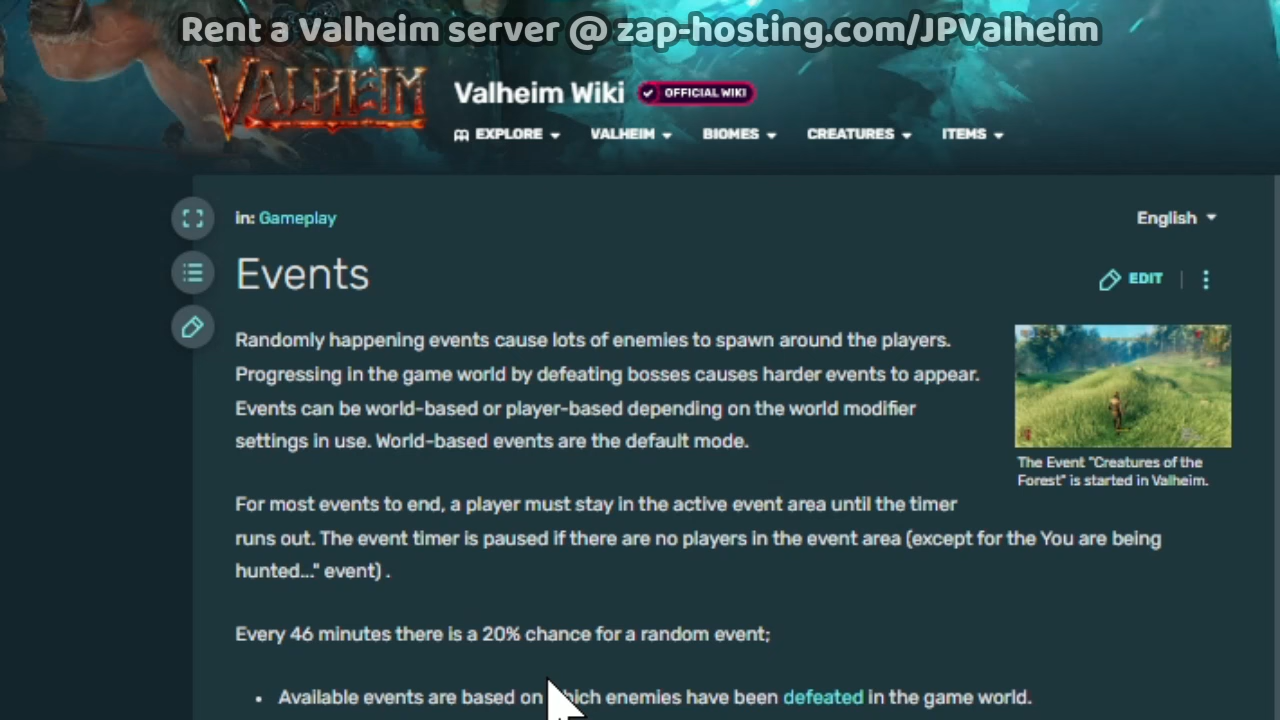 Rent a Valheim server @ zap-hosting.com/JPValheim
VALHEIM
Valheim Wiki
OFFICIAL WIKI
EXPLORE VALHEIM BIOMES CREATURES ITEMS
in: Gameplay
English
Events
EDIT
Randomly happening events cause lots of enemies to spawn around the players.
Progressing in the game world by defeating bosses causes harder events to appear.
Events can be world-based or player-based depending on the world modifier
settings in use. World-based events are the default mode.
The Event "Creatures of the
Forest" is started in Valheim.
For most events to end, a player must stay in the active event area until the timer
runs out. The event timer is paused if there are no players in the event area (except for the You are being
hunted..." event) .
Every 46 minutes there is a 20% chance for a random event;
• Available events are based on which enemies have been defeated in the game world.